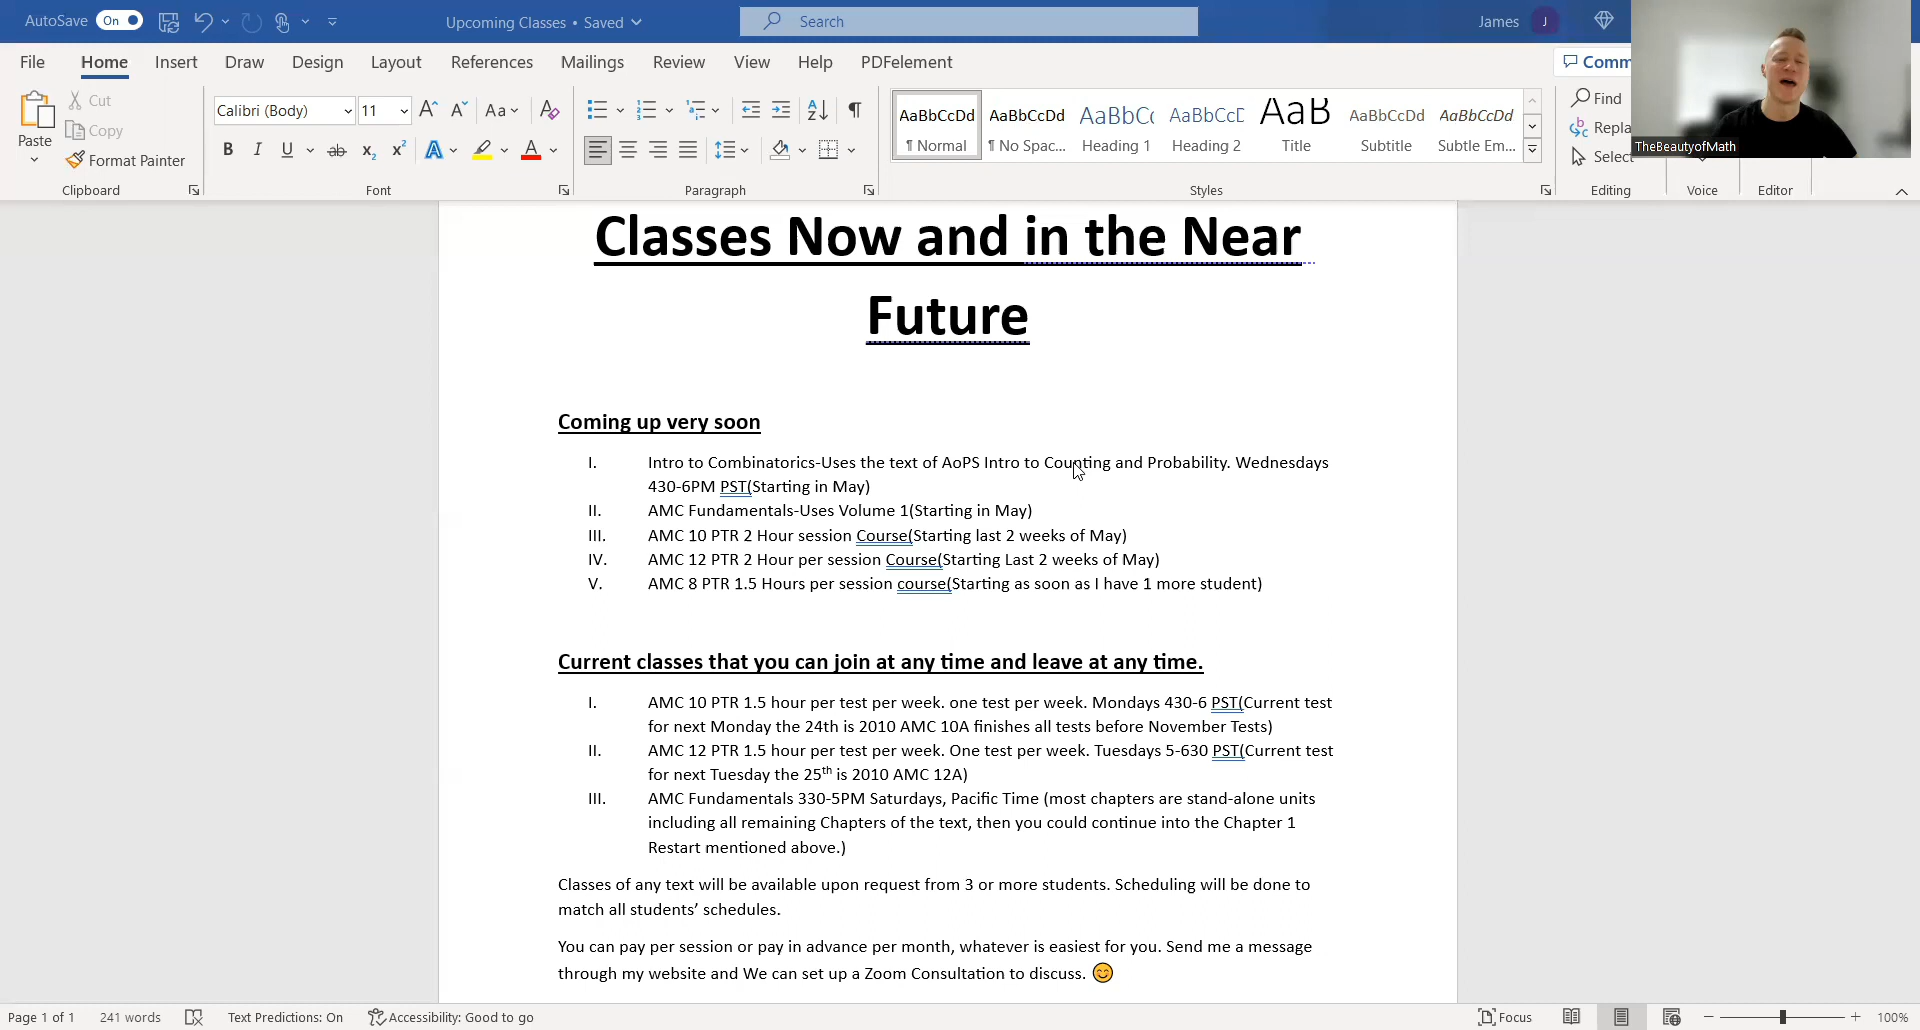 AutoSave On Upcoming Classes • Saved Search James J
File Home Insert Draw Design Layout References Mailings Review View Help PDFelement
Paste
Cut
Copy
Format Painter
Clipboard
Calibri (Body) 11
Font
Paragraph
AaBbCcDd AaBbCcDd AaBbCc AaBbCcD AaB AaBbCcDd AaBbCcDd
¶ Normal ¶ No Spac... Heading 1 Heading 2 Title Subtitle Subtle Em...
Styles
Find
Select
Editing Voice Editor
TheBeautyofMath
Classes Now and in the Near
Future
Coming up very soon
I. Intro to Combinatorics-Uses the text of AoPS Intro to Counting and Probability. Wednesdays
430-6PM PST(Starting in May)
II. AMC Fundamentals-Uses Volume 1(Starting in May)
III. AMC 10 PTR 2 Hour session Course(Starting last 2 weeks of May)
IV. AMC 12 PTR 2 Hour per session Course(Starting Last 2 weeks of May)
V. AMC 8 PTR 1.5 Hours per session course(Starting as soon as I have 1 more student)
Current classes that you can join at any time and leave at any time.
I. AMC 10 PTR 1.5 hour per test per week. one test per week. Mondays 430-6 PST(Current test
for next Monday the 24th is 2010 AMC 10A finishes all tests before November Tests)
II. AMC 12 PTR 1.5 hour per test per week. One test per week. Tuesdays 5-630 PST(Current test
for next Tuesday the 25th is 2010 AMC 12A)
III. AMC Fundamentals 330-5PM Saturdays, Pacific Time (most chapters are stand-alone units
including all remaining Chapters of the text, then you could continue into the Chapter 1
Restart mentioned above.)
Classes of any text will be available upon request from 3 or more students. Scheduling will be done to
match all students’ schedules.
You can pay per session or pay in advance per month, whatever is easiest for you. Send me a message
through my website and We can set up a Zoom Consultation to discuss. 😊
Page 1 of 1 241 words Text Predictions: On Accessibility: Good to go Focus 100%